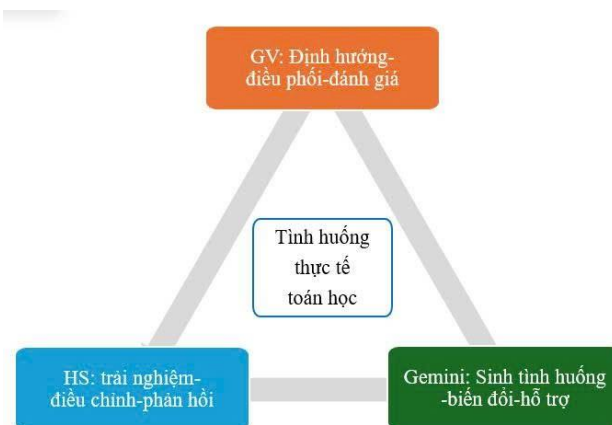 GV: Định hướng-
điều phối-đánh giá
Tình huống
thực tế
toán học
HS: trải nghiệm-
điều chỉnh-phản hồi
Gemini: Sinh tình huống
-biến đổi-hỗ trợ